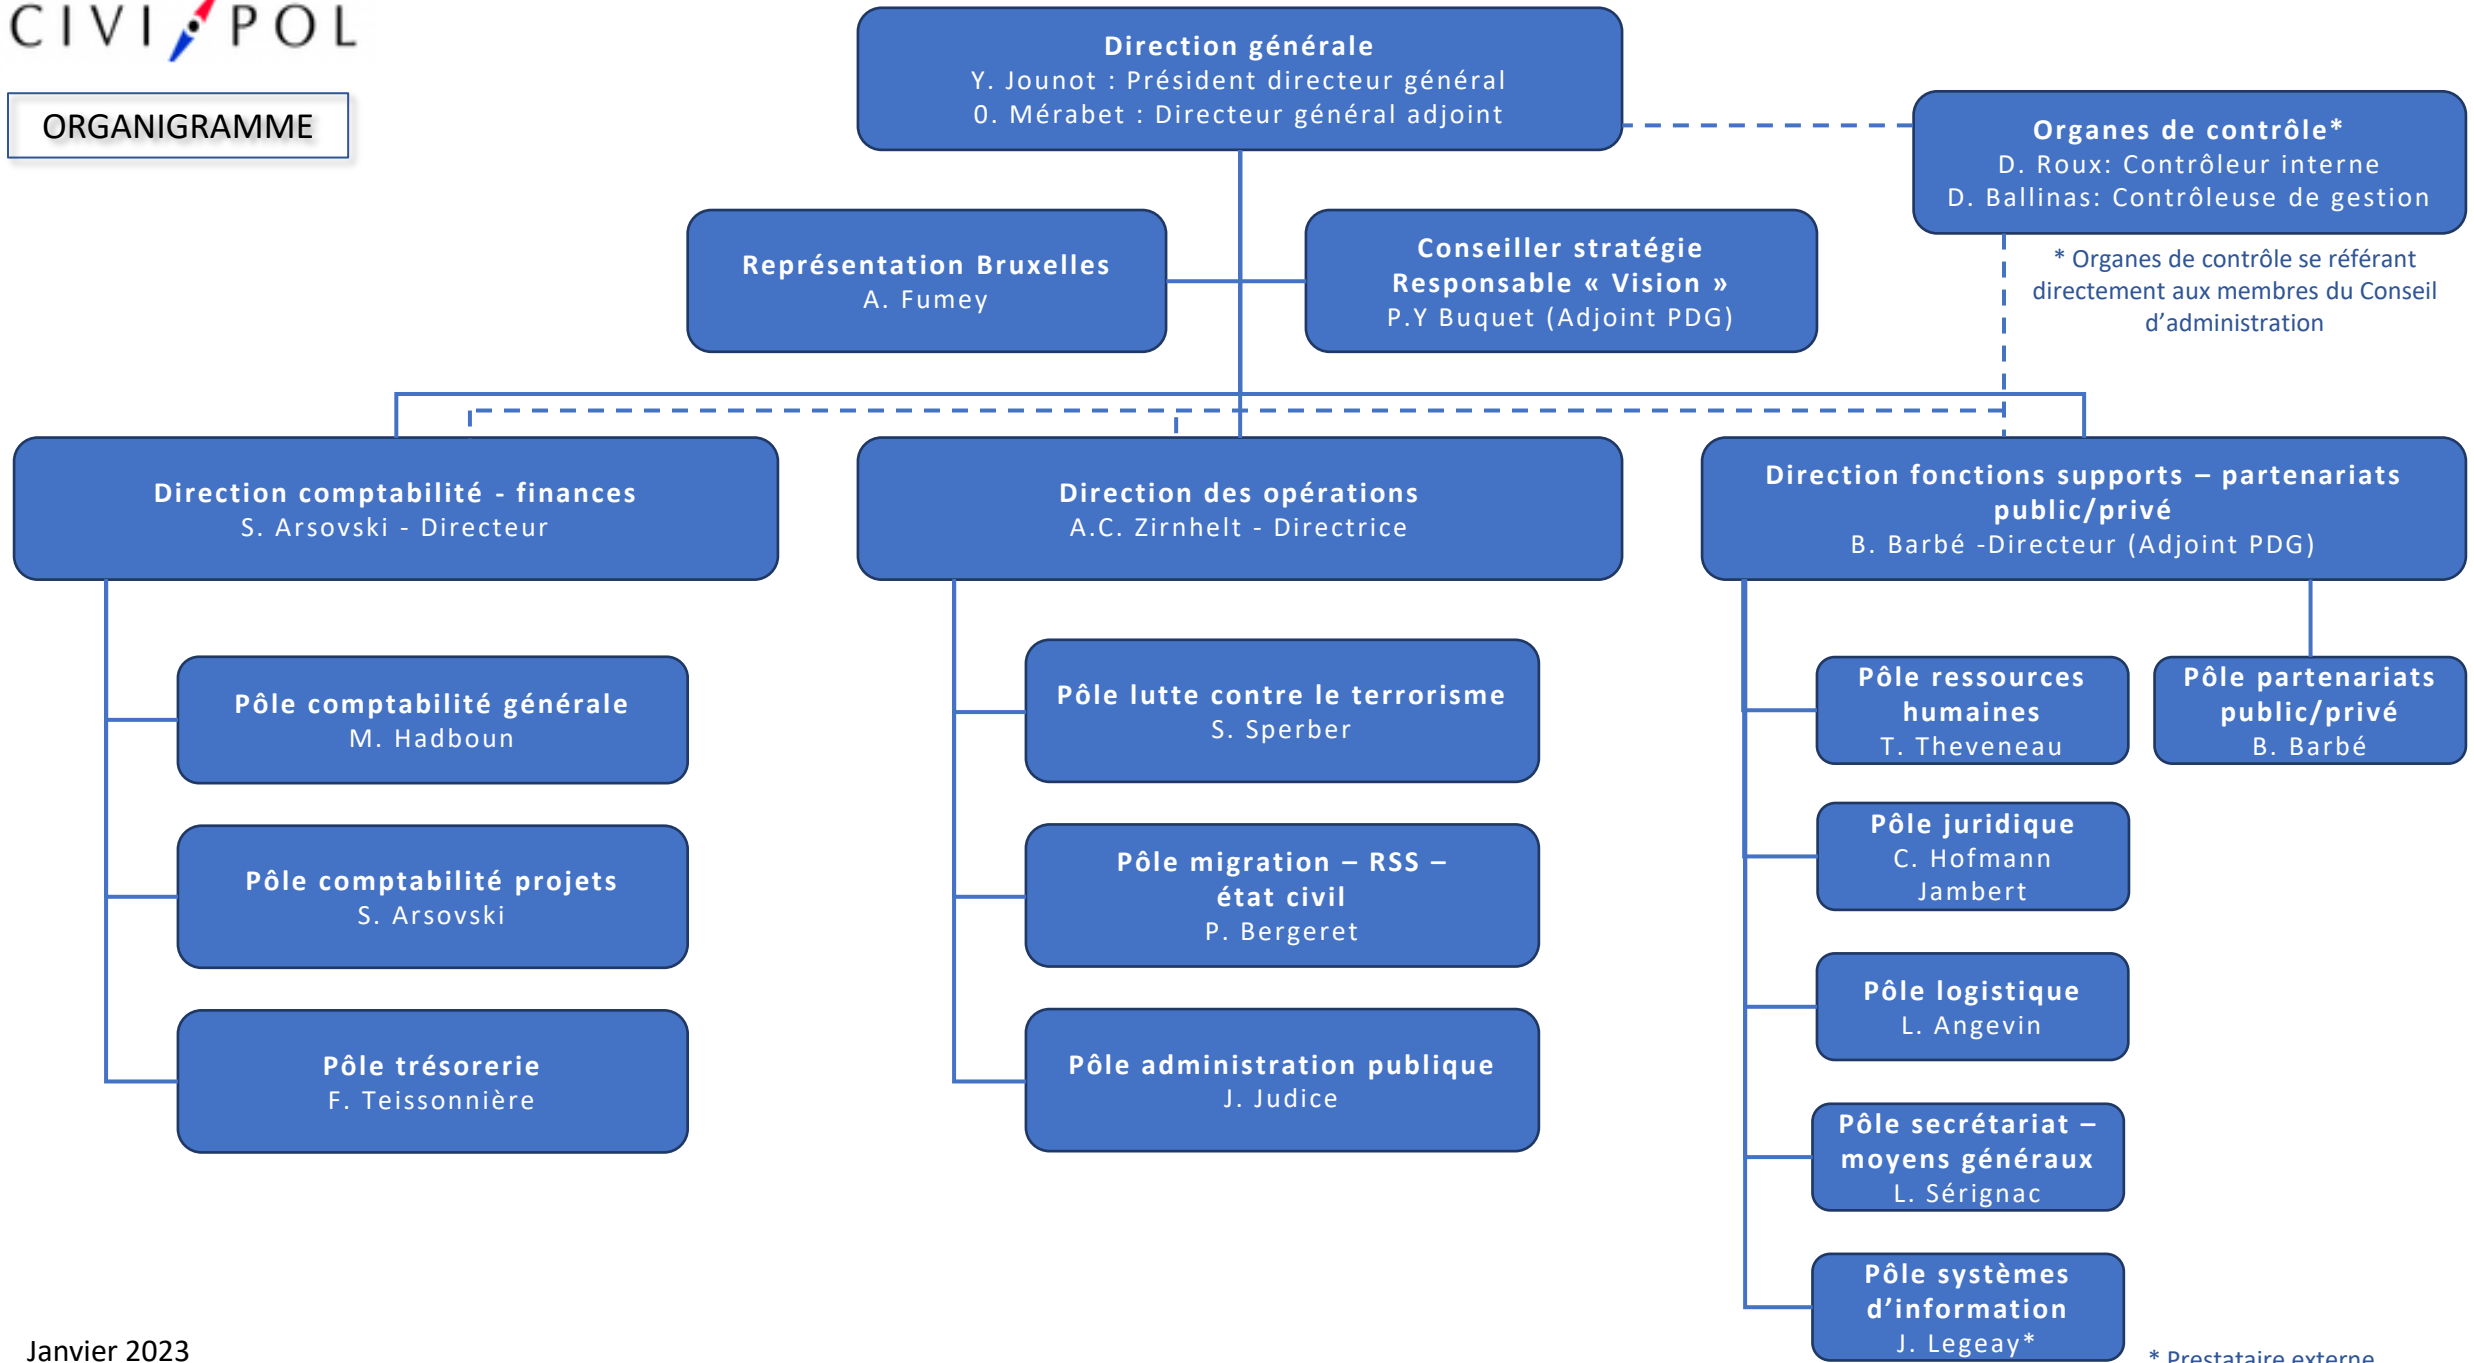 CIVIPOL
ORGANIGRAMME
Direction générale
Y. Jounot : Président directeur général
0. Mérabet : Directeur général adjoint
Organes de contrôle*
D. Roux: Contrôleur interne
D. Ballinas: Contrôleuse de gestion
* Organes de contrôle se référant
directement aux membres du Conseil
d’administration
Représentation Bruxelles
A. Fumey
Conseiller stratégie
Responsable « Vision »
P.Y Buquet (Adjoint PDG)
Direction comptabilité - finances
S. Arsovski - Directeur
Direction des opérations
A.C. Zirnhelt - Directrice
Direction fonctions supports – partenariats
public/privé
B. Barbé -Directeur (Adjoint PDG)
Pôle comptabilité générale
M. Hadboun
Pôle comptabilité projets
S. Arsovski
Pôle trésorerie
F. Teissonnière
Pôle lutte contre le terrorisme
S. Sperber
Pôle migration – RSS –
état civil
P. Bergeret
Pôle administration publique
J. Judice
Pôle ressources
humaines
T. Theveneau
Pôle partenariats
public/privé
B. Barbé
Pôle juridique
C. Hofmann
Jambert
Pôle logistique
L. Angevin
Pôle secrétariat –
moyens généraux
L. Sérignac
Pôle systèmes
d’information
J. Legeay*
* Prestataire externe
Janvier 2023